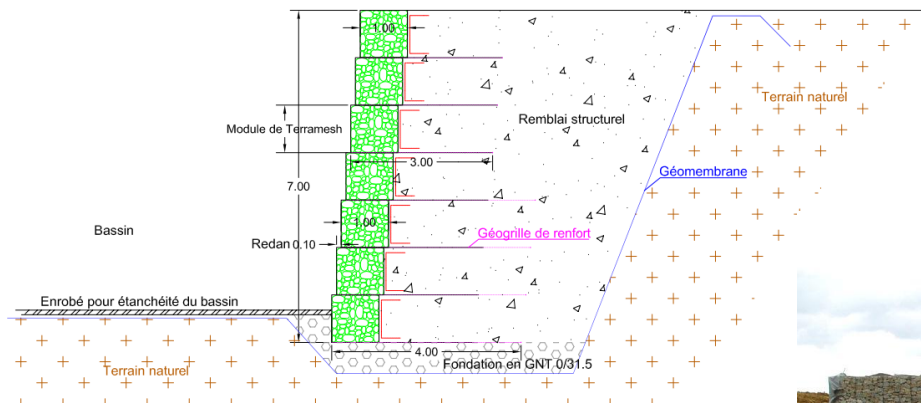 1.00
Terrain naturel
Remblai structurel
Module de Terramesh
3.00
Géomembrane
7.00
1.00
Bassin
Géogrille de renfort
Redan 0.10
Enrobé pour étanchéité du bassin
4.00
Fondation en GNT 0/31.5
Terrain naturel